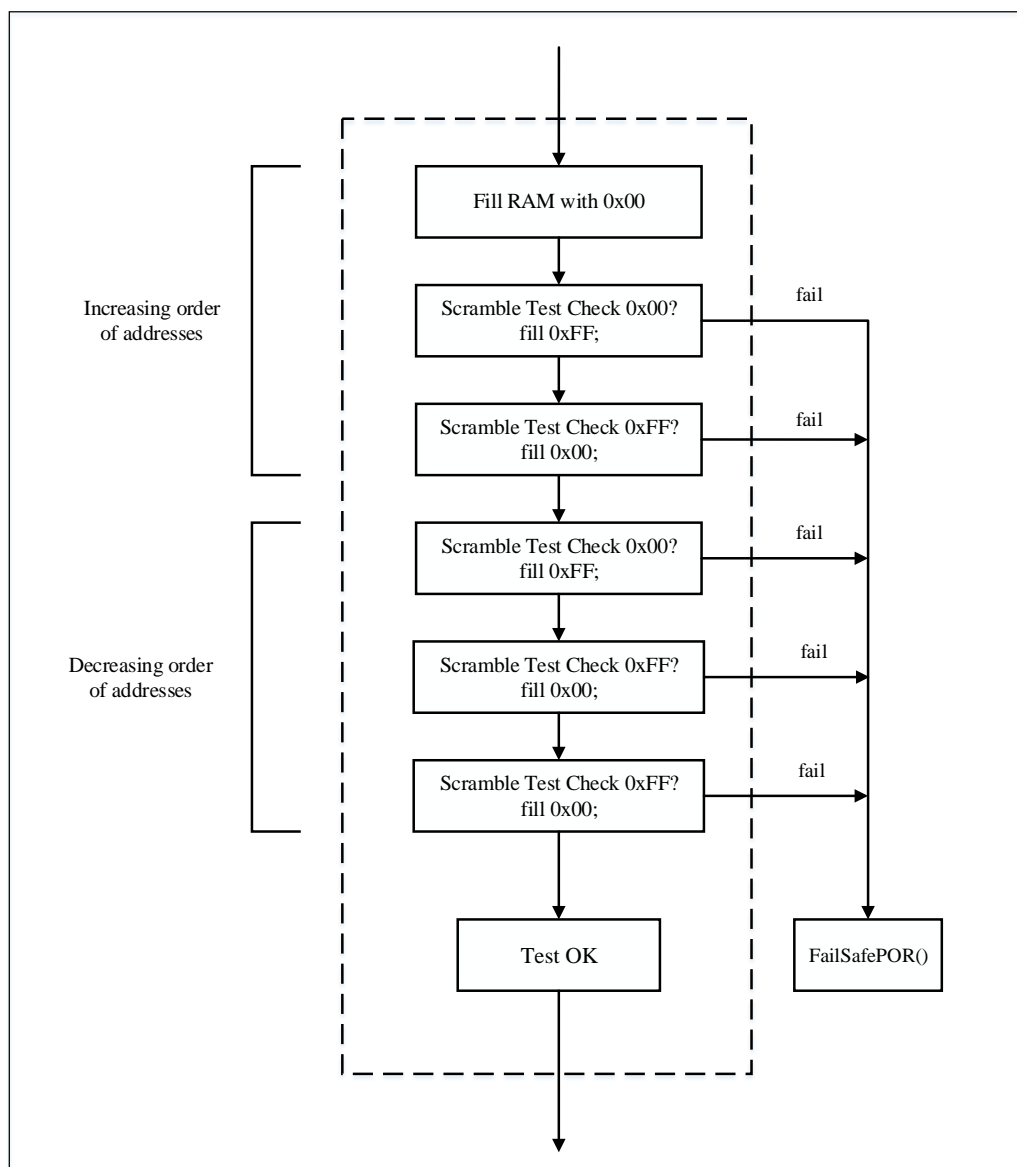 Fill RAM with 0x00
Increasing order
of addresses
Scramble Test Check 0x00?
fill 0xFF;
fail
Scramble Test Check 0xFF?
fill 0x00;
fail
Decreasing order
of addresses
Scramble Test Check 0x00?
fill 0xFF;
fail
Scramble Test Check 0xFF?
fill 0x00;
fail
Scramble Test Check 0xFF?
fill 0x00;
fail
Test OK
FailSafePOR()